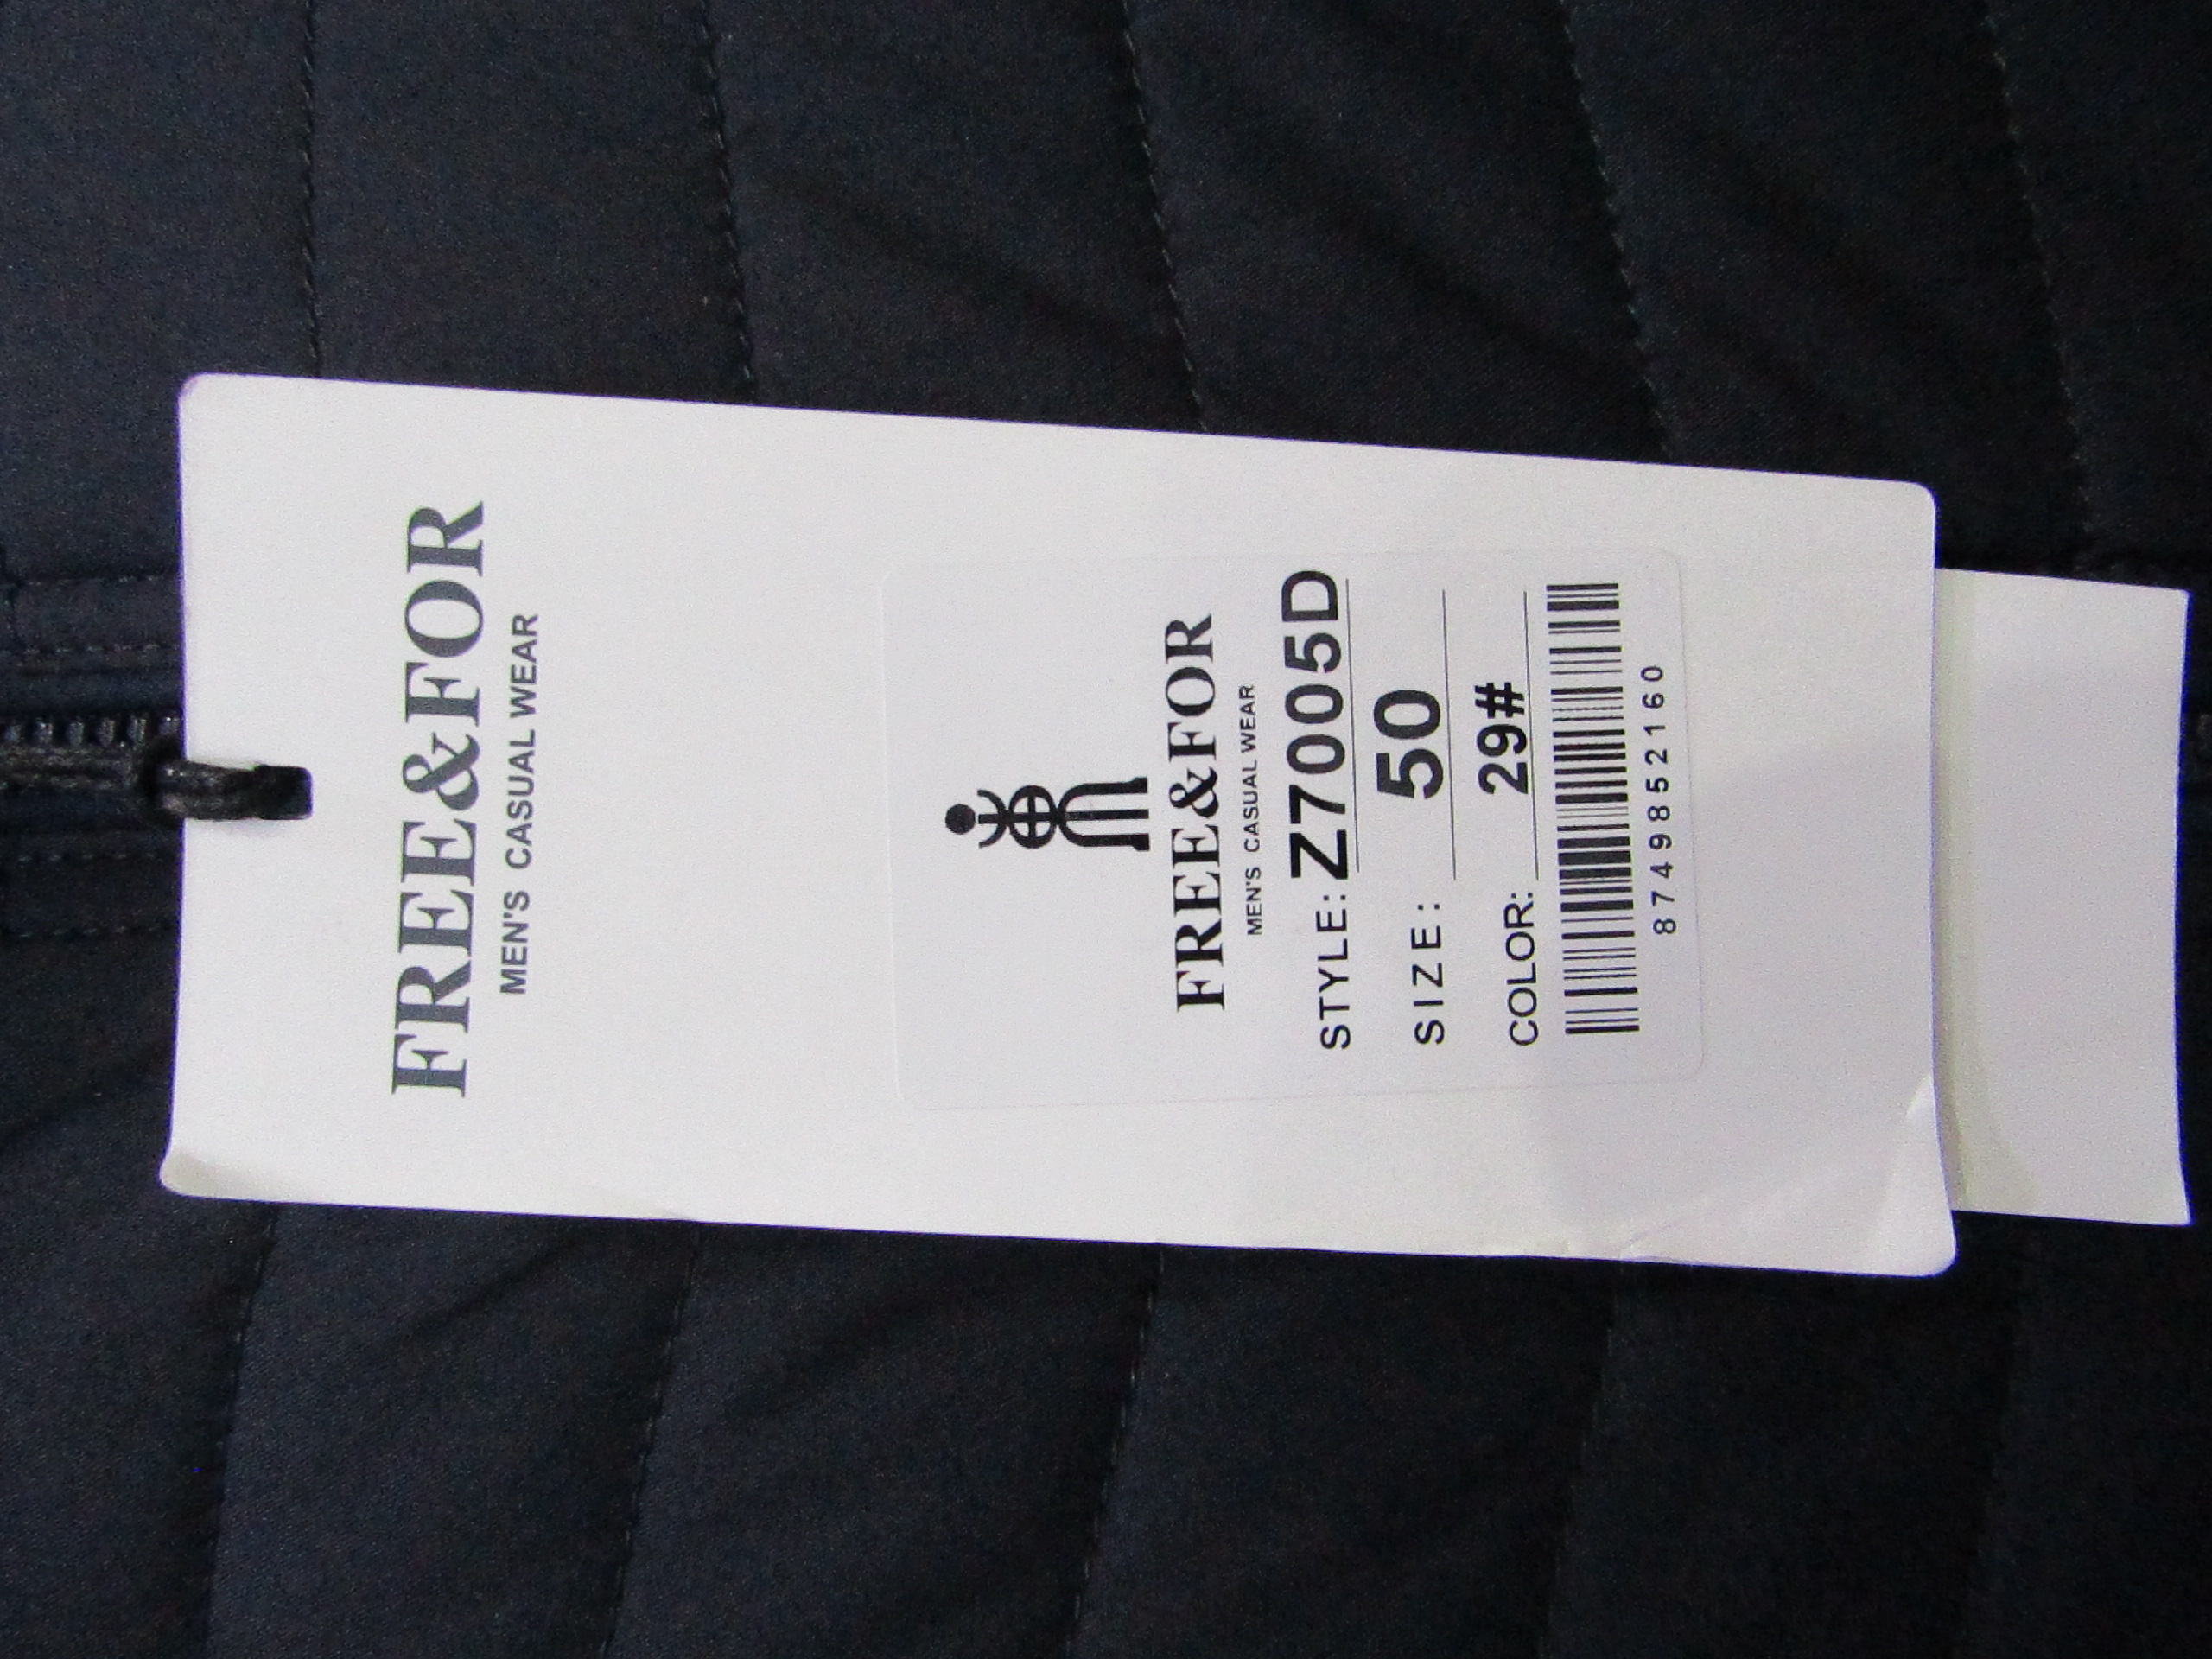 FREE&FOR
MEN'S CASUAL WEAR
FREE&FOR
MEN'S CASUAL WEAR
STYLE: Z7005D
SIZE: 50
COLOR: 29#
8749852160